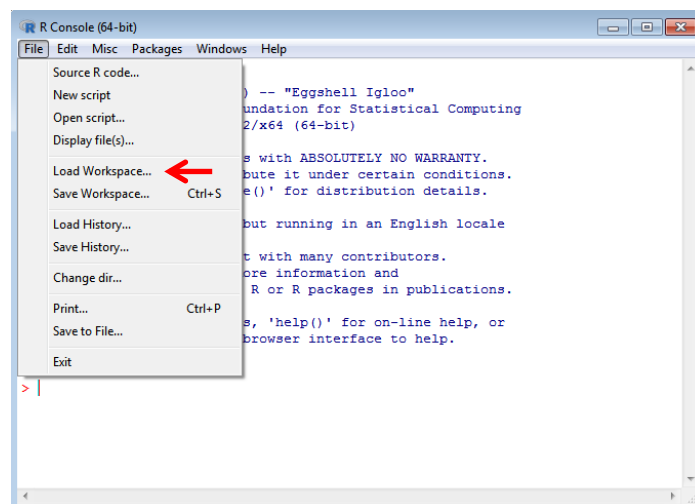 R Console (64-bit)
File Edit Misc Packages Windows Help
Source R code...
New script
Open script...
Display file(s)...
Load Workspace...
Save Workspace... Ctrl+S
Load History...
Save History...
Change dir...
Print... Ctrl+P
Save to File...
Exit
) -- "Eggshell Igloo"
undation for Statistical Computing
2/x64 (64-bit)
s with ABSOLUTELY NO WARRANTY.
bute it under certain conditions.
e()' for distribution details.
but running in an English locale
t with many contributors.
ore information and
R or R packages in publications.
s, 'help()' for on-line help, or
browser interface to help.
>